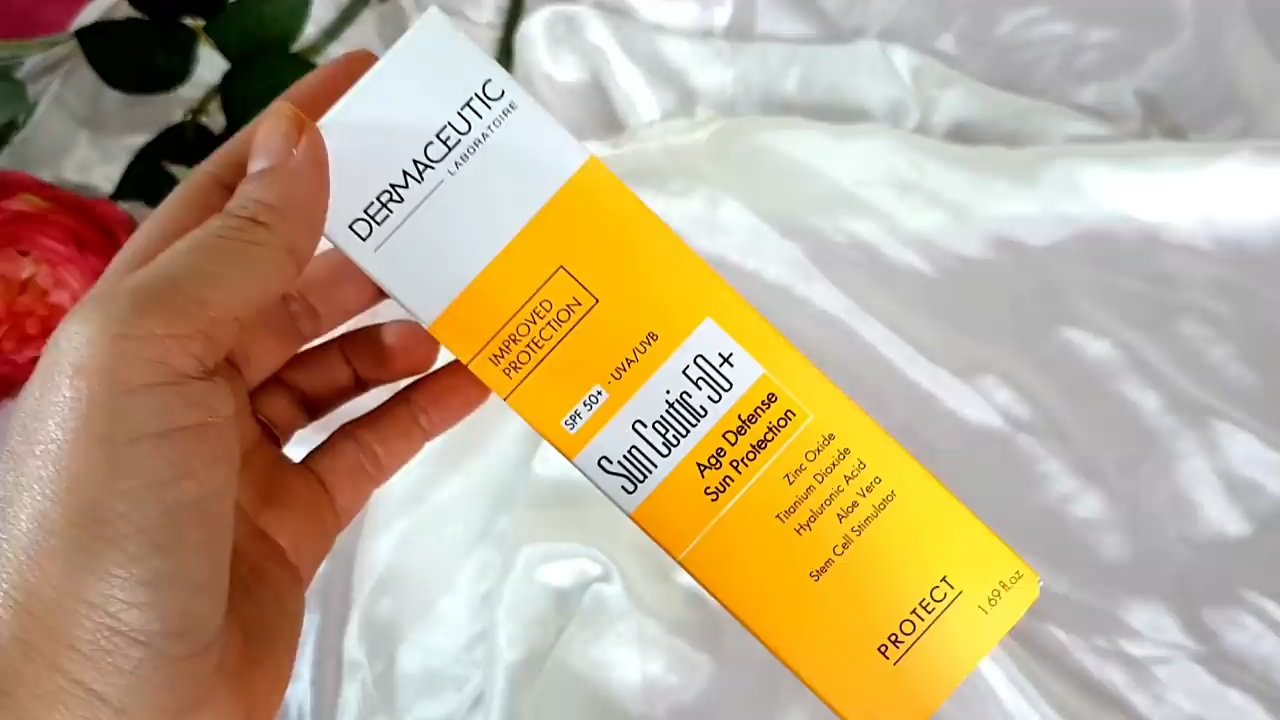 DERMACEUTIC
LABORATOIRE
IMPROVED
PROTECTION
SPF 50+ · UVA/UVB
Sun Ceutic 50+
Age Defense
Sun Protection
Zinc Oxide
Titanium Dioxide
Hyaluronic Acid
Aloe Vera
Stem Cell Stimulator
PROTECT
1.69 fl.oz